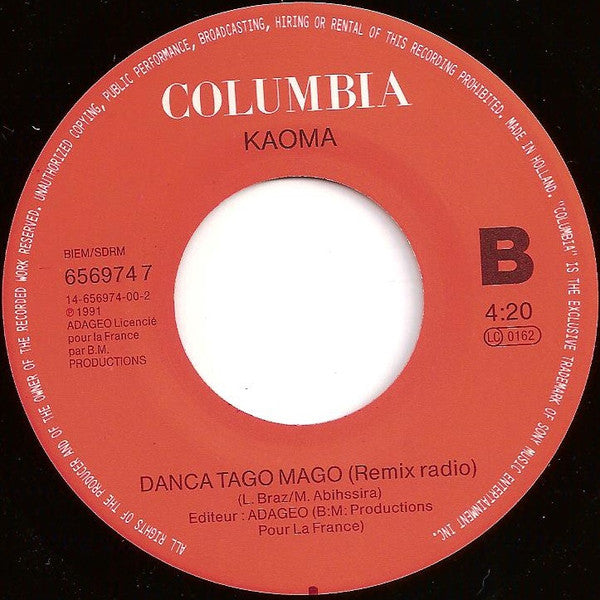 ALL RIGHTS OF THE PRODUCER AND OF THE OWNER OF THE RECORDED WORK RESERVED. UNAUTHORIZED COPYING, PUBLIC PERFORMANCE, BROADCASTING, HIRING OR RENTAL OF THIS RECORDING PROHIBITED. MADE IN HOLLAND. "COLUMBIA" IS THE EXCLUSIVE TRADEMARK OF SONY MUSIC ENTERTAINMENT INC.
COLUMBIA
KAOMA
BIEM/SDRM
656974 7
14-656974-00-2
℗ 1991
ADAGEO Licencié
pour la France
par B.M.
PRODUCTIONS
B
4:20
LC 0162
DANCA TAGO MAGO (Remix radio)
(L. Braz/M. Abihssira)
Editeur : ADAGEO (B:M: Productions
Pour La France)